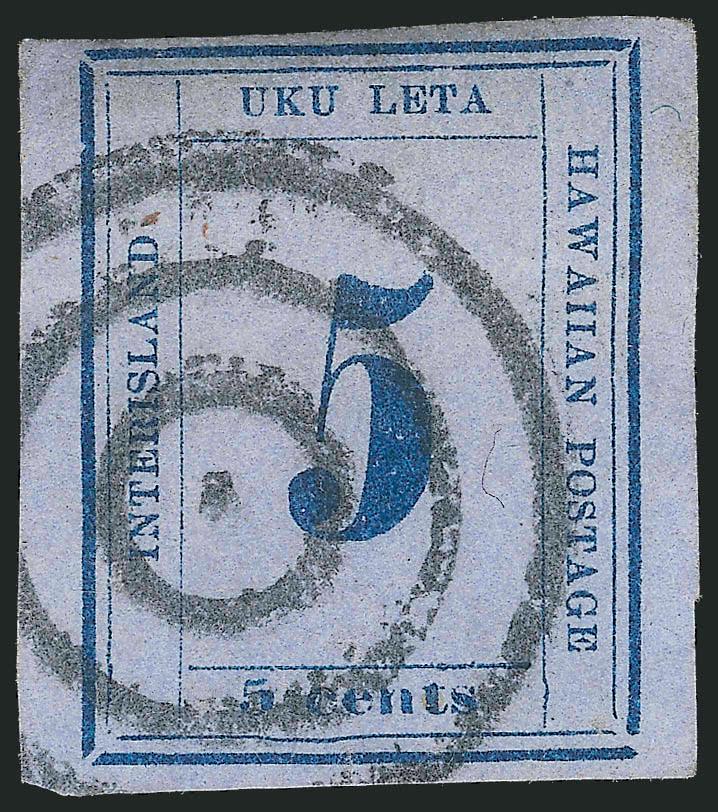 UKU LETA
INTERISLAND
5
HAWAIIAN POSTAGE
5 cents